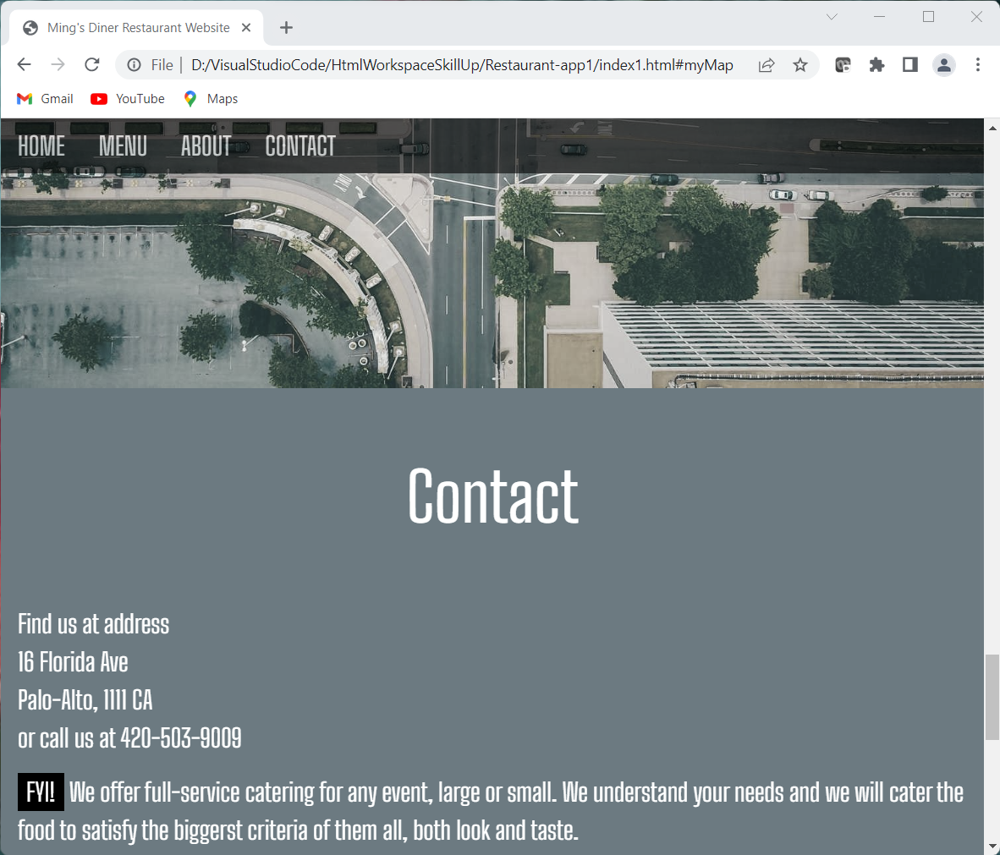 Ming's Diner Restaurant Website
File | D:/VisualStudioCode/HtmlWorkspaceSkillUp/Restaurant-app1/index1.html#myMap
Gmail YouTube Maps
HOME MENU ABOUT CONTACT
ONLY
ONLY
Contact
Find us at address
16 Florida Ave
Palo-Alto, 1111 CA
or call us at 420-503-9009
FYI! We offer full-service catering for any event, large or small. We understand your needs and we will cater the
food to satisfy the biggerst criteria of them all, both look and taste.